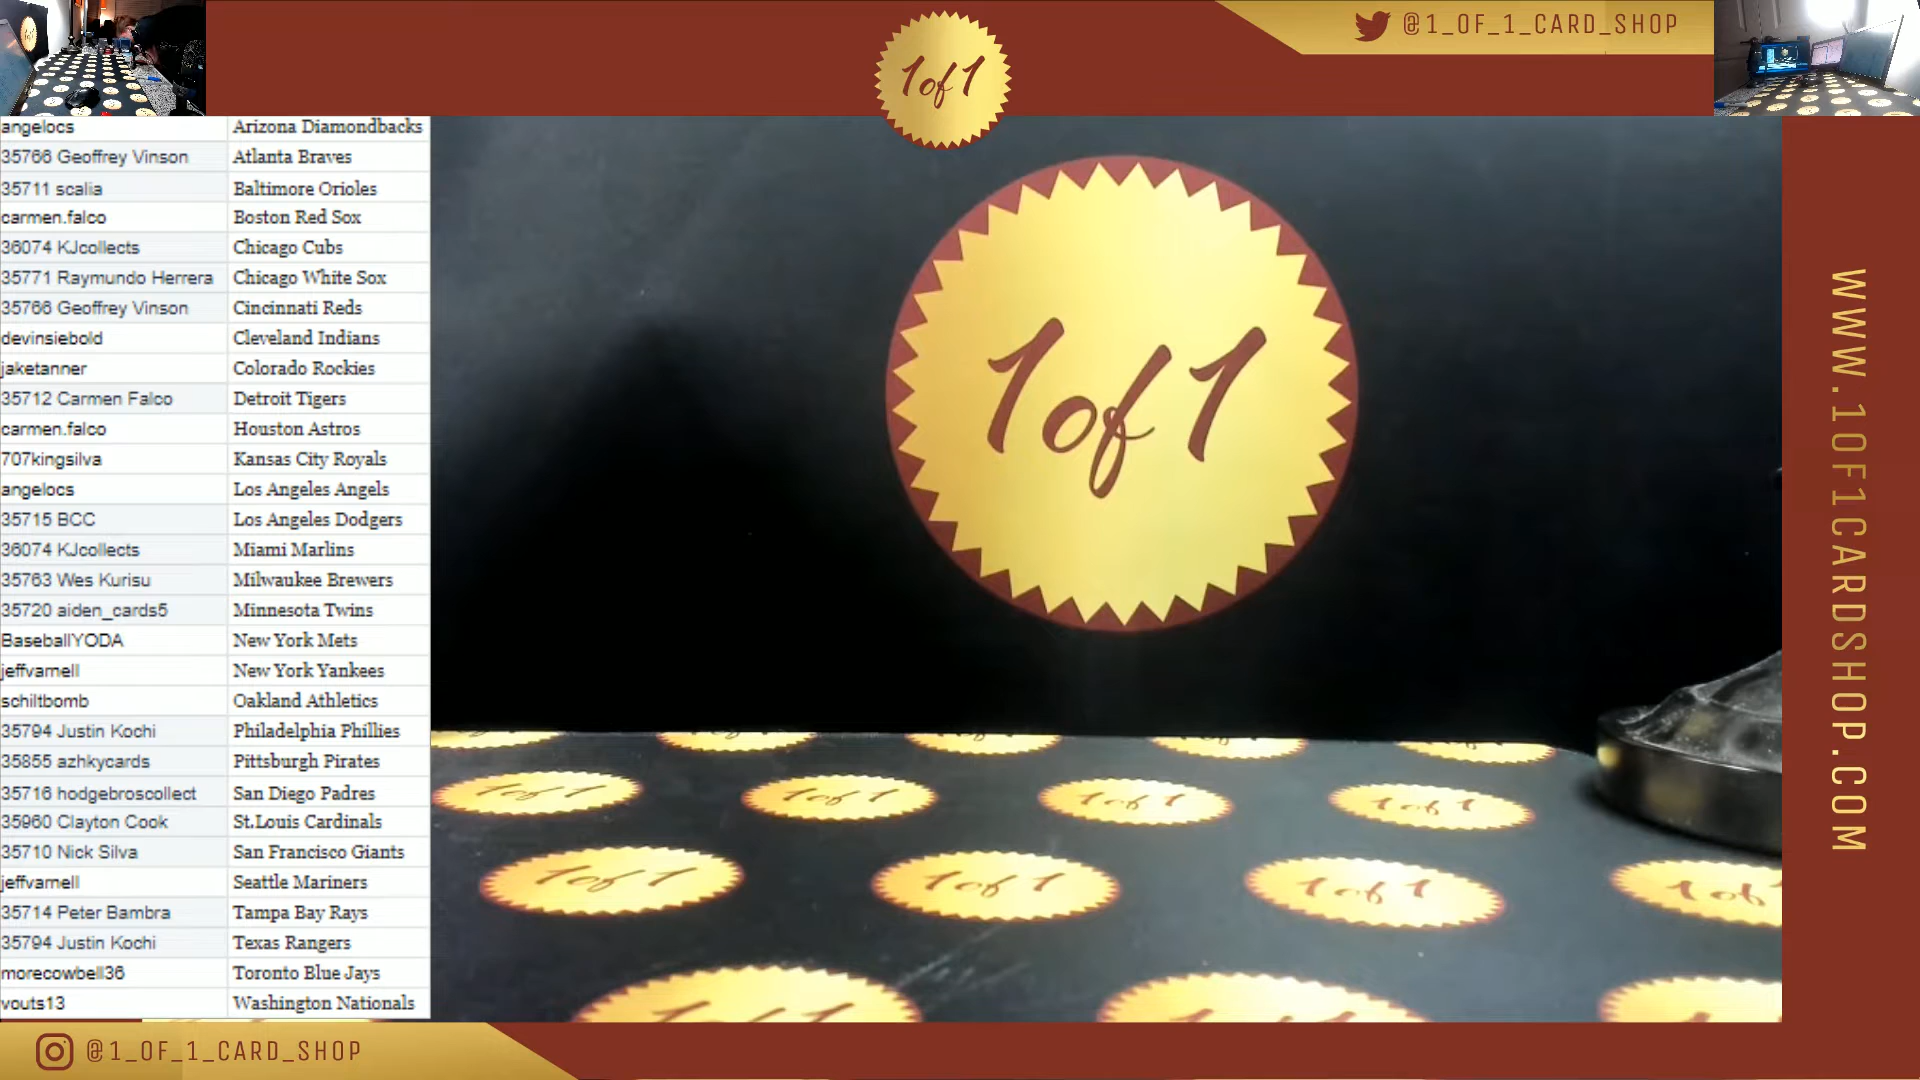 @1_OF_1_CARD_SHOP
1of1
angelocs Arizona Diamondbacks
35766 Geoffrey Vinson Atlanta Braves
35711 scalia Baltimore Orioles
carmen.falco Boston Red Sox
36074 KJcollects Chicago Cubs
35771 Raymundo Herrera Chicago White Sox
35766 Geoffrey Vinson Cincinnati Reds
devinsiebold Cleveland Indians
jaketanner Colorado Rockies
35712 Carmen Falco Detroit Tigers
carmen.falco Houston Astros
707kingsilva Kansas City Royals
angelocs Los Angeles Angels
35715 BCC Los Angeles Dodgers
36074 KJcollects Miami Marlins
35763 Wes Kurisu Milwaukee Brewers
35720 aiden_cards5 Minnesota Twins
BaseballYODA New York Mets
jeffvarnell New York Yankees
schiltbomb Oakland Athletics
35794 Justin Kochi Philadelphia Phillies
35855 azhkycards Pittsburgh Pirates
35716 hodgebroscollect San Diego Padres
35960 Clayton Cook St.Louis Cardinals
35710 Nick Silva San Francisco Giants
jeffvarnell Seattle Mariners
35714 Peter Bambra Tampa Bay Rays
35794 Justin Kochi Texas Rangers
morecowbell36 Toronto Blue Jays
vouts13 Washington Nationals
1of1
1of1
1of1
1of1
1of1
1of1
1of1
1of1
WWW.1OF1CARDSHOP.COM
@1_OF_1_CARD_SHOP